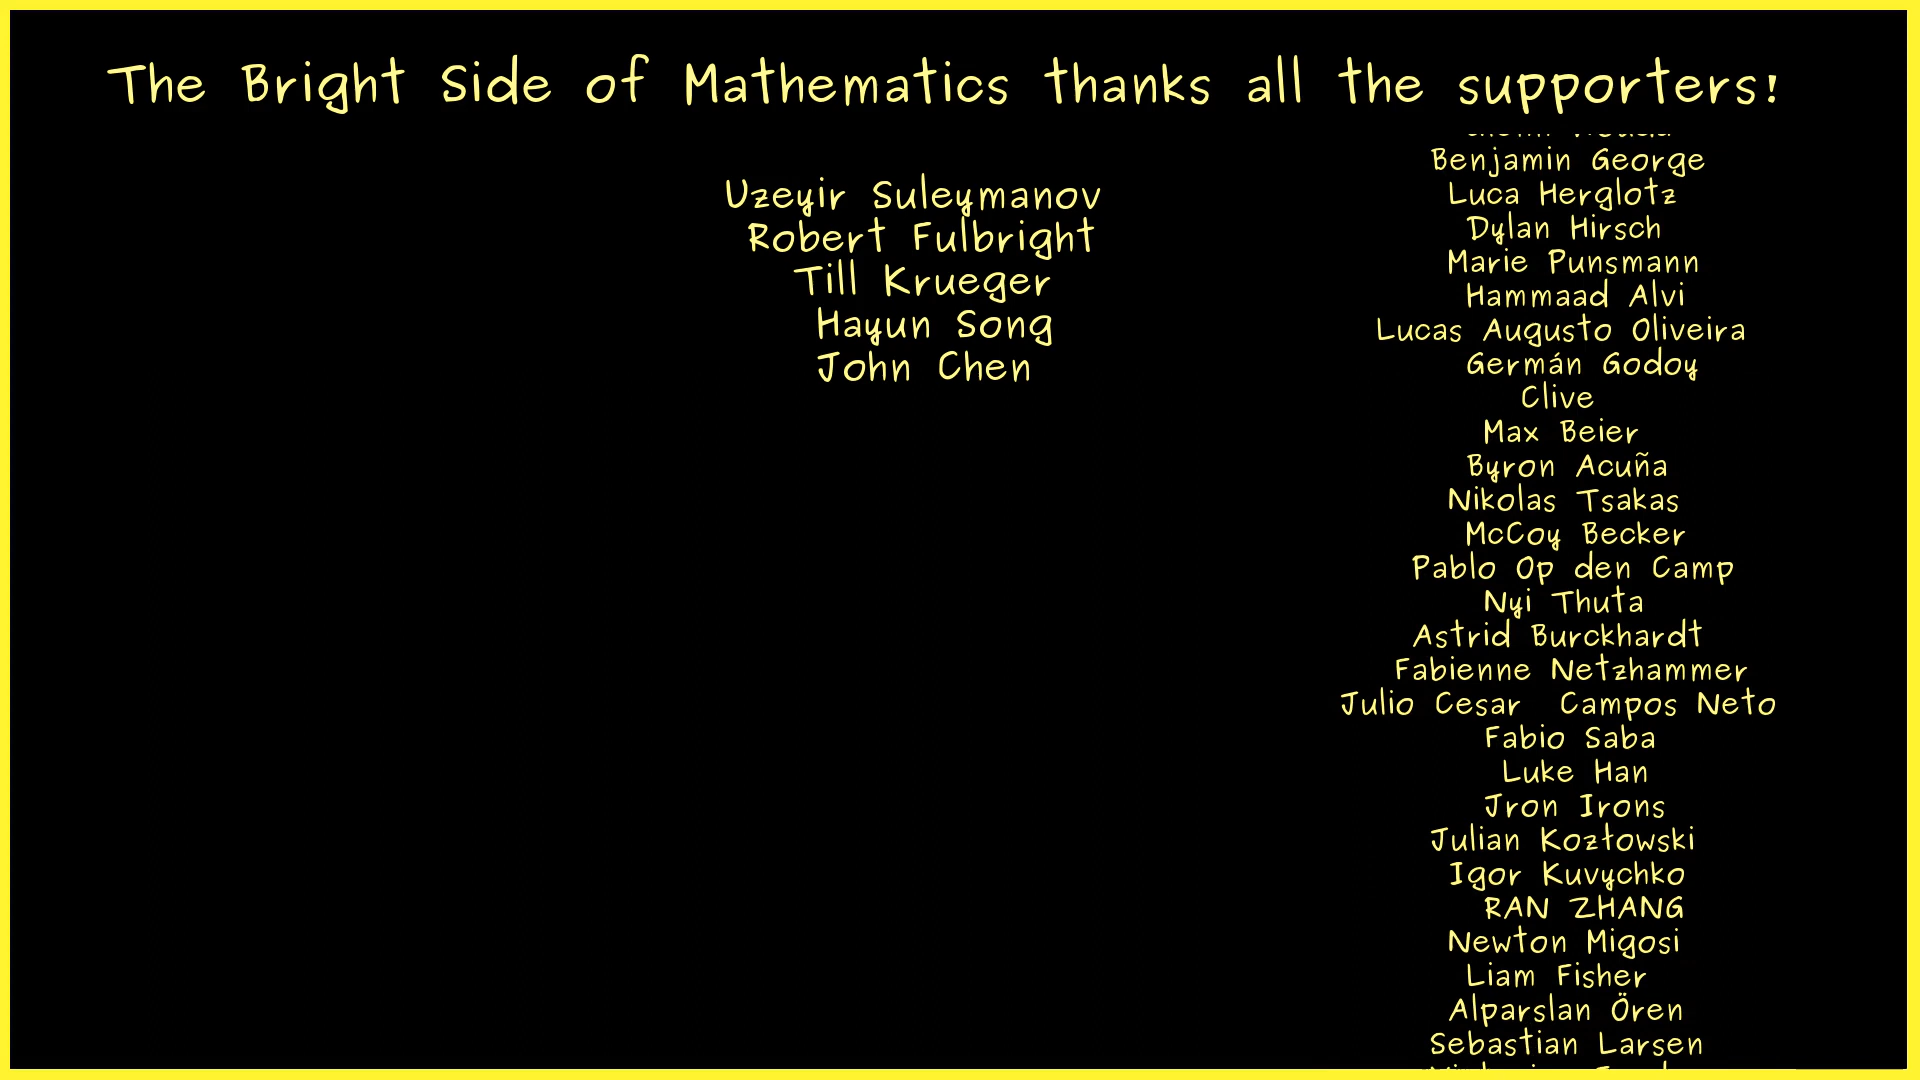 The Bright Side of Mathematics thanks all the supporters!
Uzeyir Suleymanov
Robert Fulbright
Till Krueger
Hayun Song
John Chen
Benjamin George
Luca Herglotz
Dylan Hirsch
Marie Punsmann
Hammaad Alvi
Lucas Augusto Oliveira
Germán Godoy
Clive
Max Beier
Byron Acuña
Nikolas Tsakas
McCoy Becker
Pablo Op den Camp
Nyi Thuta
Astrid Burckhardt
Fabienne Netzhammer
Julio Cesar  Campos Neto
Fabio Saba
Luke Han
Jron Irons
Julian Kozłowski
Igor Kuvychko
RAN ZHANG
Newton Migosi
Liam Fisher
Alparslan Ören
Sebastian Larsen